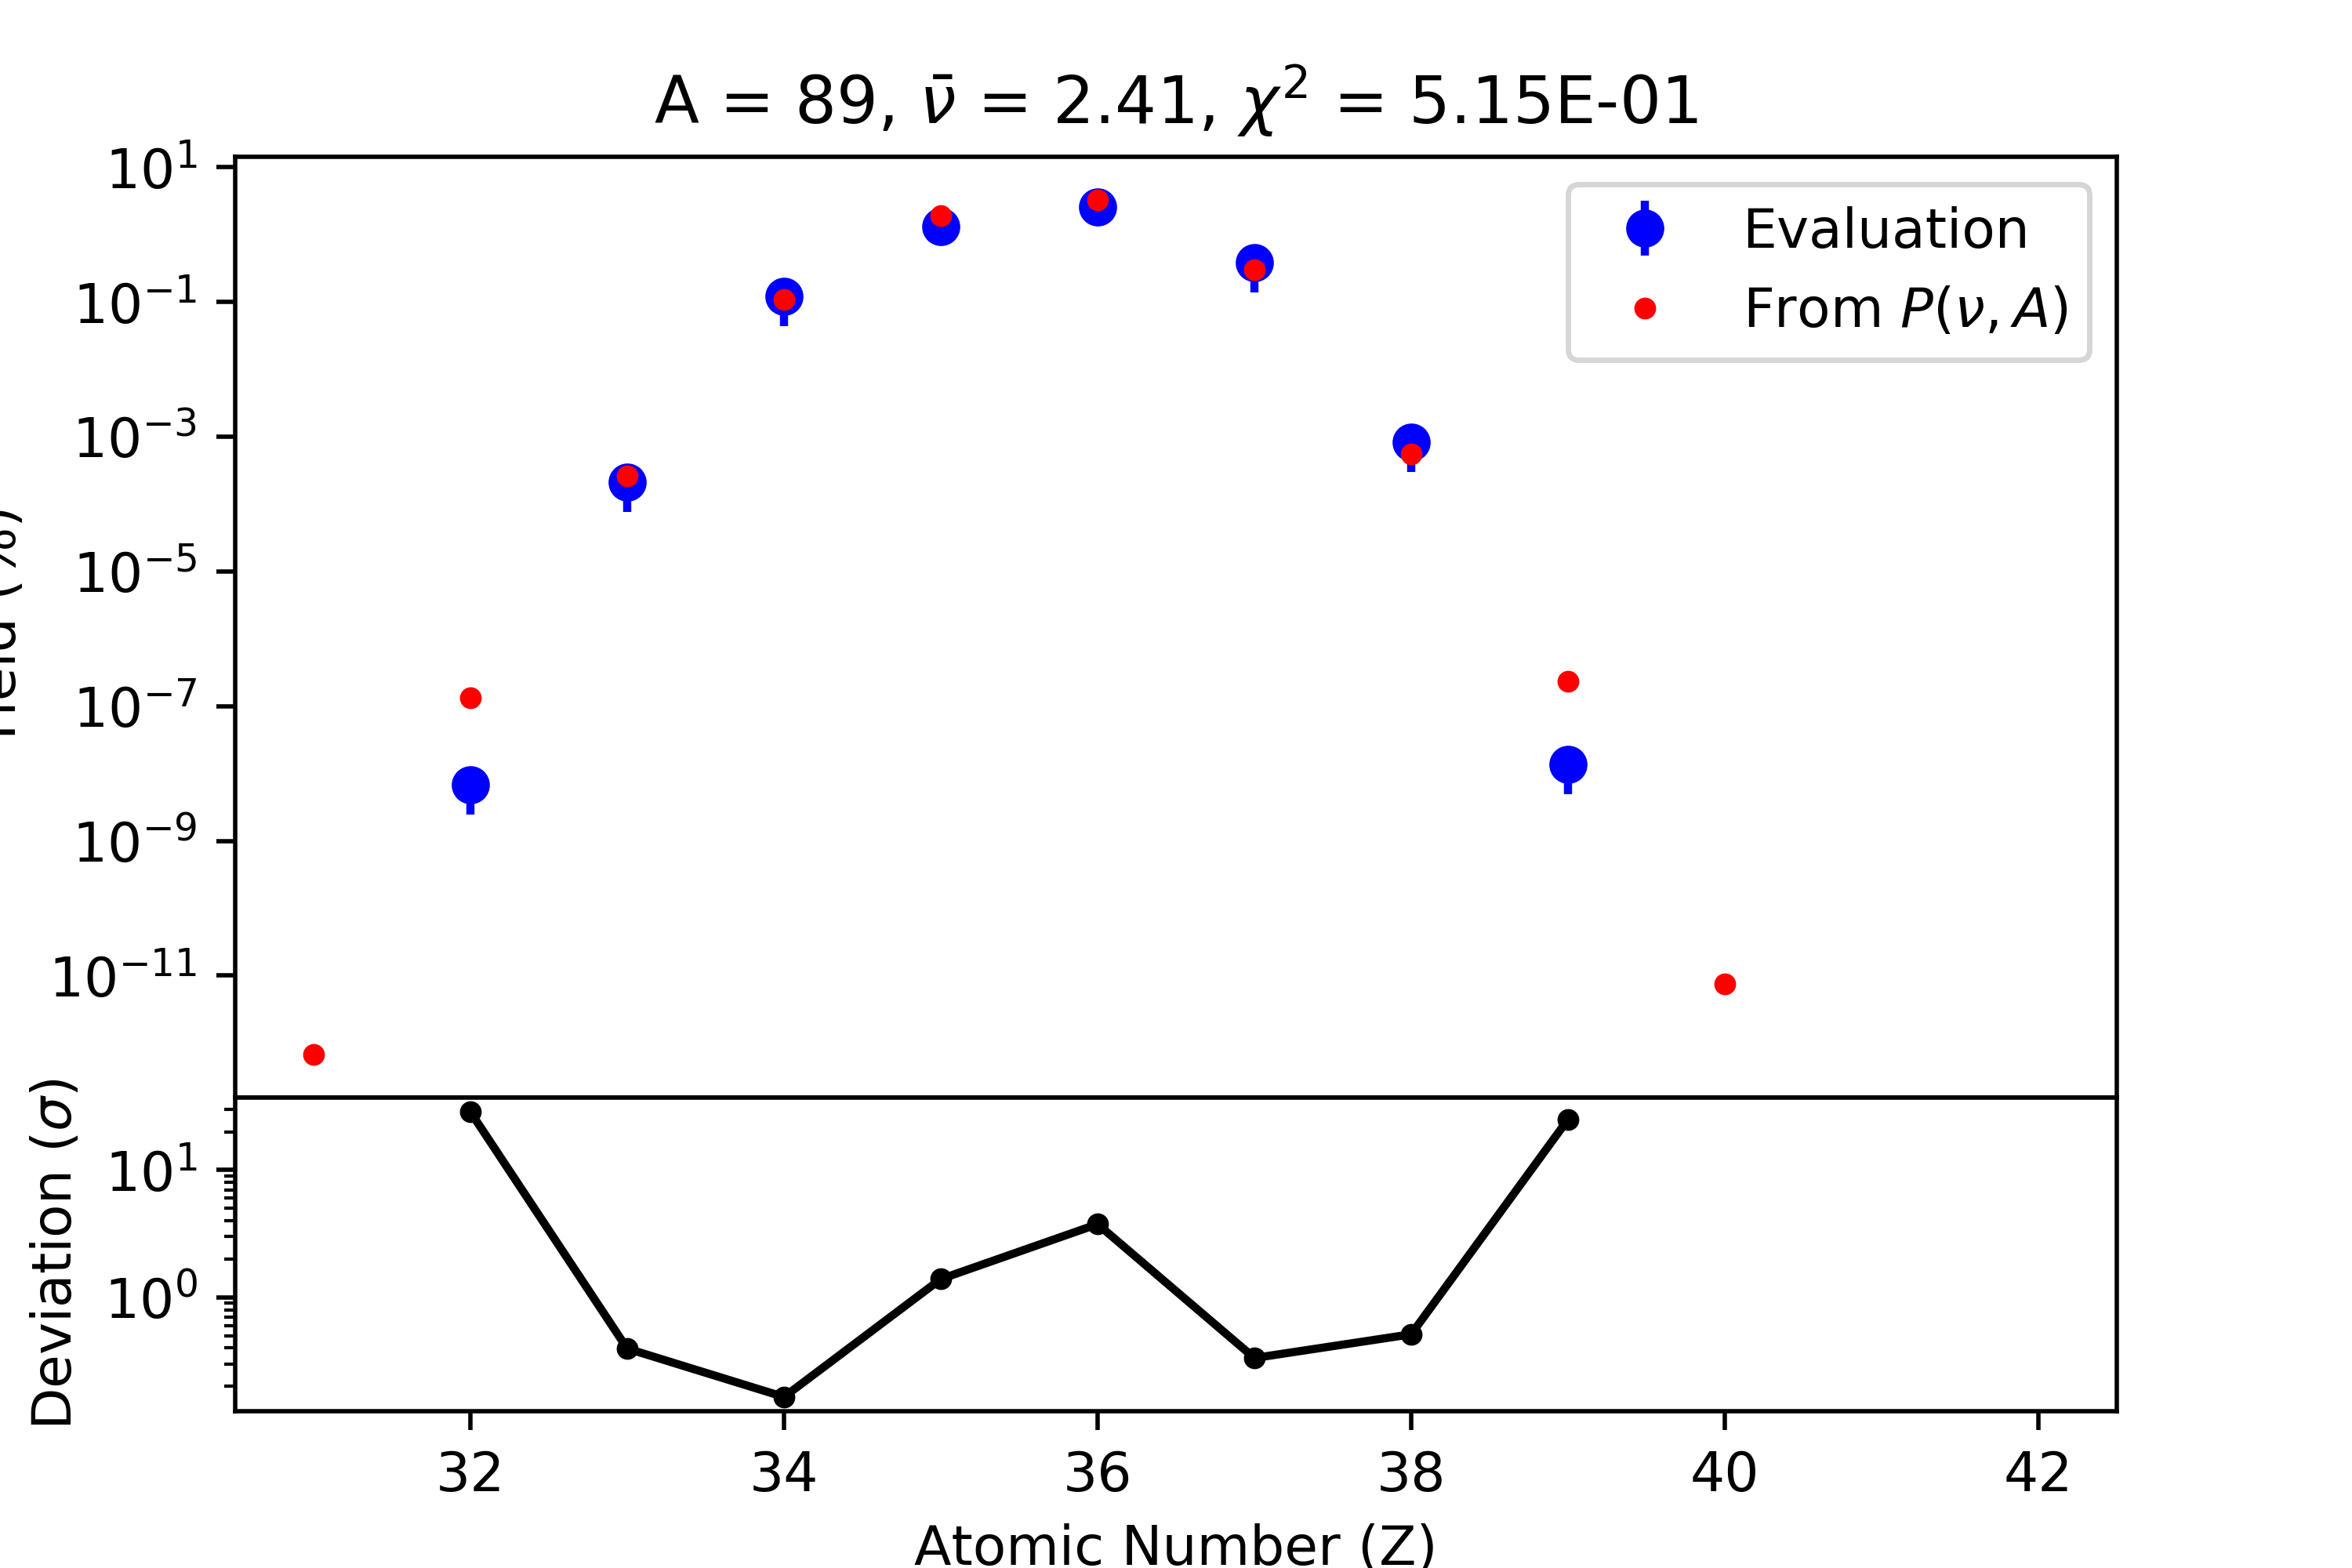 A = 89, ν̄ = 2.41, χ² = 5.15E-01
10¹
10⁻¹
10⁻³
10⁻⁵
10⁻⁷
10⁻⁹
10⁻¹¹
(%)
Evaluation
From P(ν, A)
Deviation (σ)
10¹
10⁰
32 34 36 38 40 42
Atomic Number (Z)